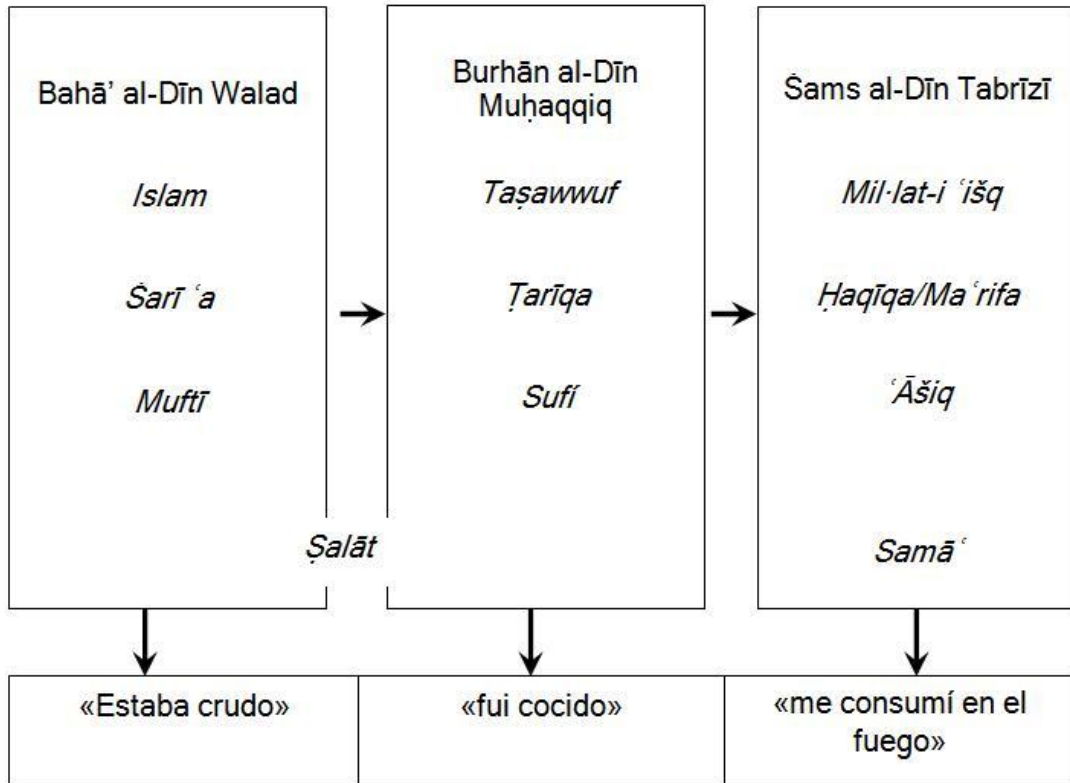 Bahā’ al-Dīn Walad
Islam
Šarī ʿa
Muftī
Ṣalāt
Burhān al-Dīn
Muḥaqqiq
Taṣawwuf
Ṭarīqa
Sufí
Šams al-Dīn Tabrīzī
Mil·lat-i ʿišq
Ḥaqīqa/Maʿrifa
ʿĀšiq
Samāʿ
«Estaba crudo»
«fui cocido»
«me consumí en el
fuego»